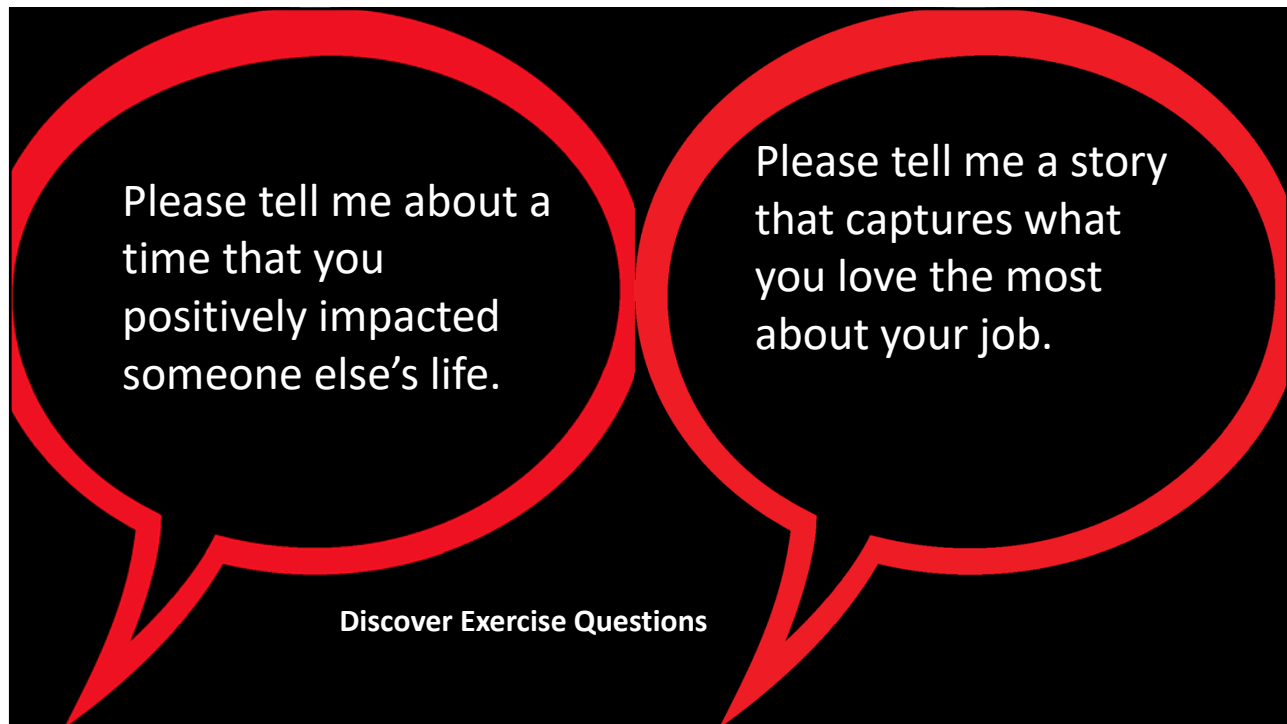 Please tell me about a
time that you
positively impacted
someone else’s life.
Please tell me a story
that captures what
you love the most
about your job.
Discover Exercise Questions